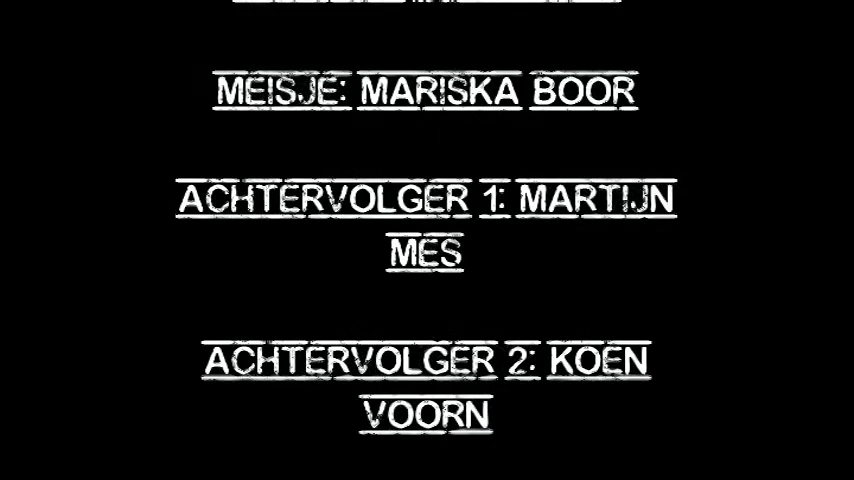 MEISJE: MARISKA BOOR
ACHTERVOLGER 1: MARTIJN
MES
ACHTERVOLGER 2: KOEN
VOORN